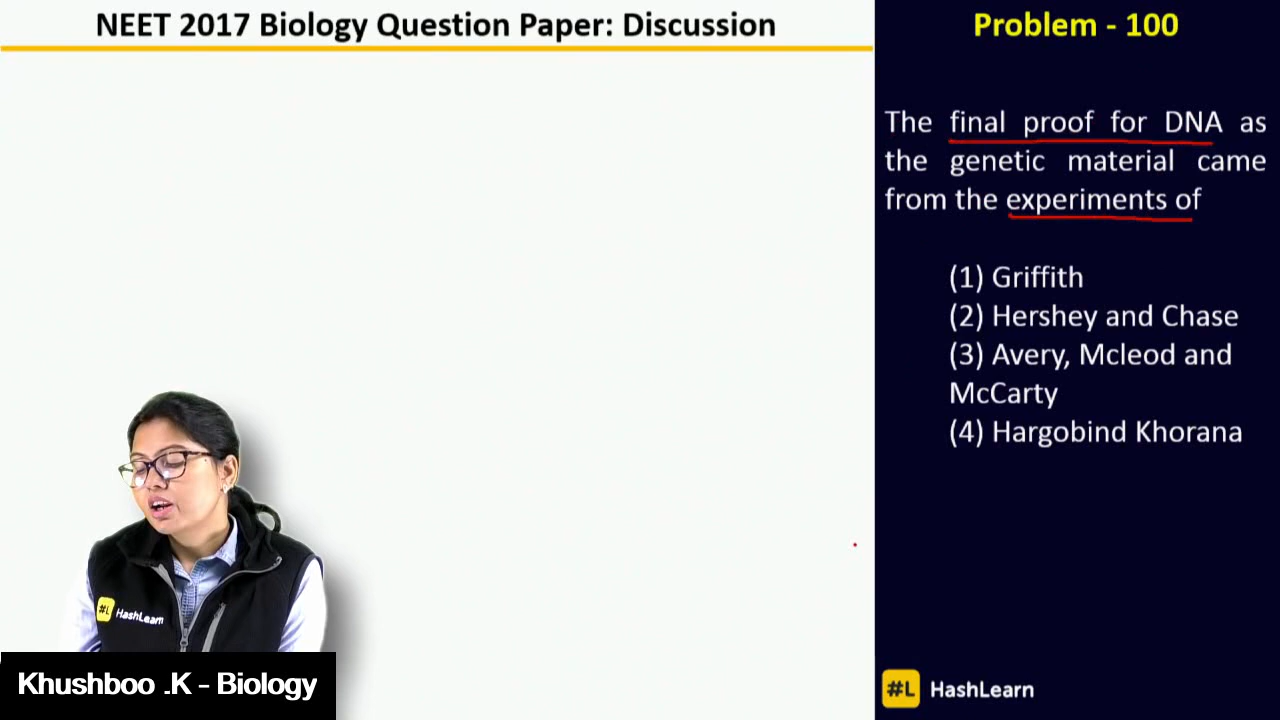 NEET 2017 Biology Question Paper: Discussion
Problem - 100
The final proof for DNA as
the genetic material came
from the experiments of
(1) Griffith
(2) Hershey and Chase
(3) Avery, Mcleod and
McCarty
(4) Hargobind Khorana
#L HashLearn
Khushboo .K - Biology
#L HashLearn